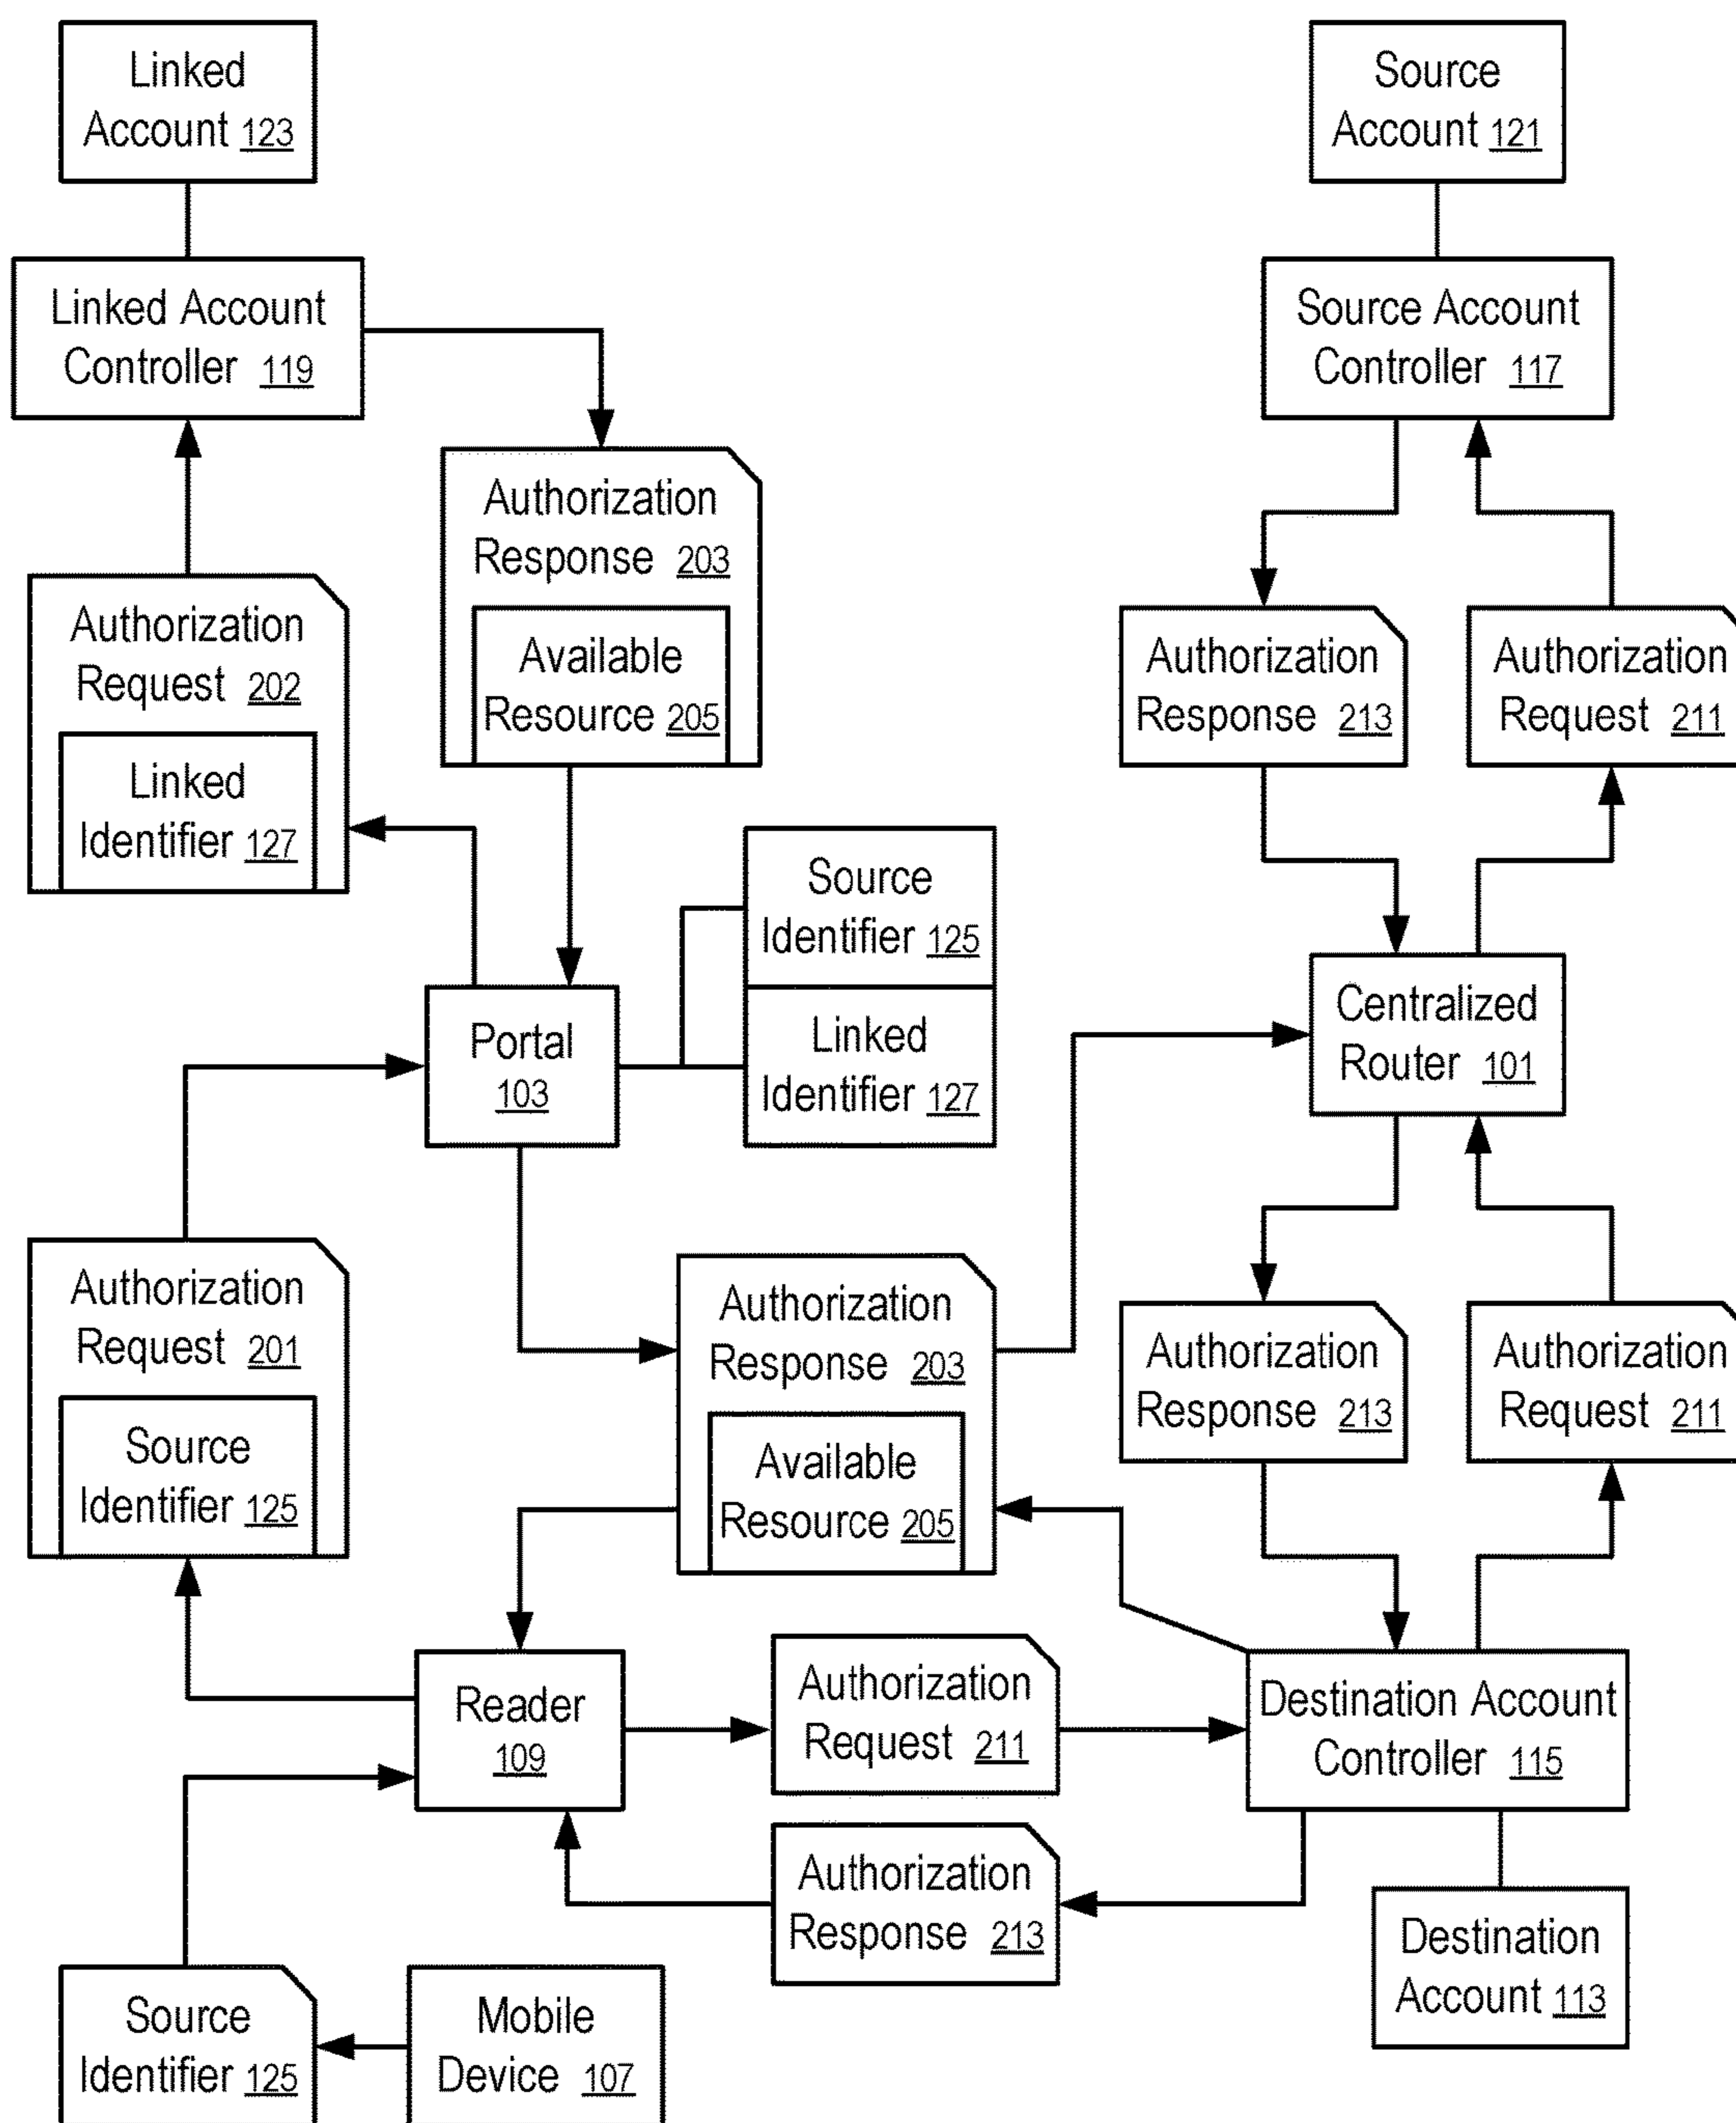 Linked
Account 123
Source
Account 121
Linked Account
Controller 119
Source Account
Controller 117
Authorization
Response 203
Available
Resource 205
Authorization
Request 202
Linked
Identifier 127
Authorization
Response 213
Authorization
Request 211
Source
Identifier 125
Linked
Identifier 127
Portal
103
Centralized
Router 101
Authorization
Request 201
Source
Identifier 125
Authorization
Response 203
Available
Resource 205
Authorization
Response 213
Authorization
Request 211
Reader
109
Authorization
Request 211
Destination Account
Controller 115
Authorization
Response 213
Destination
Account 113
Source
Identifier 125
Mobile
Device 107